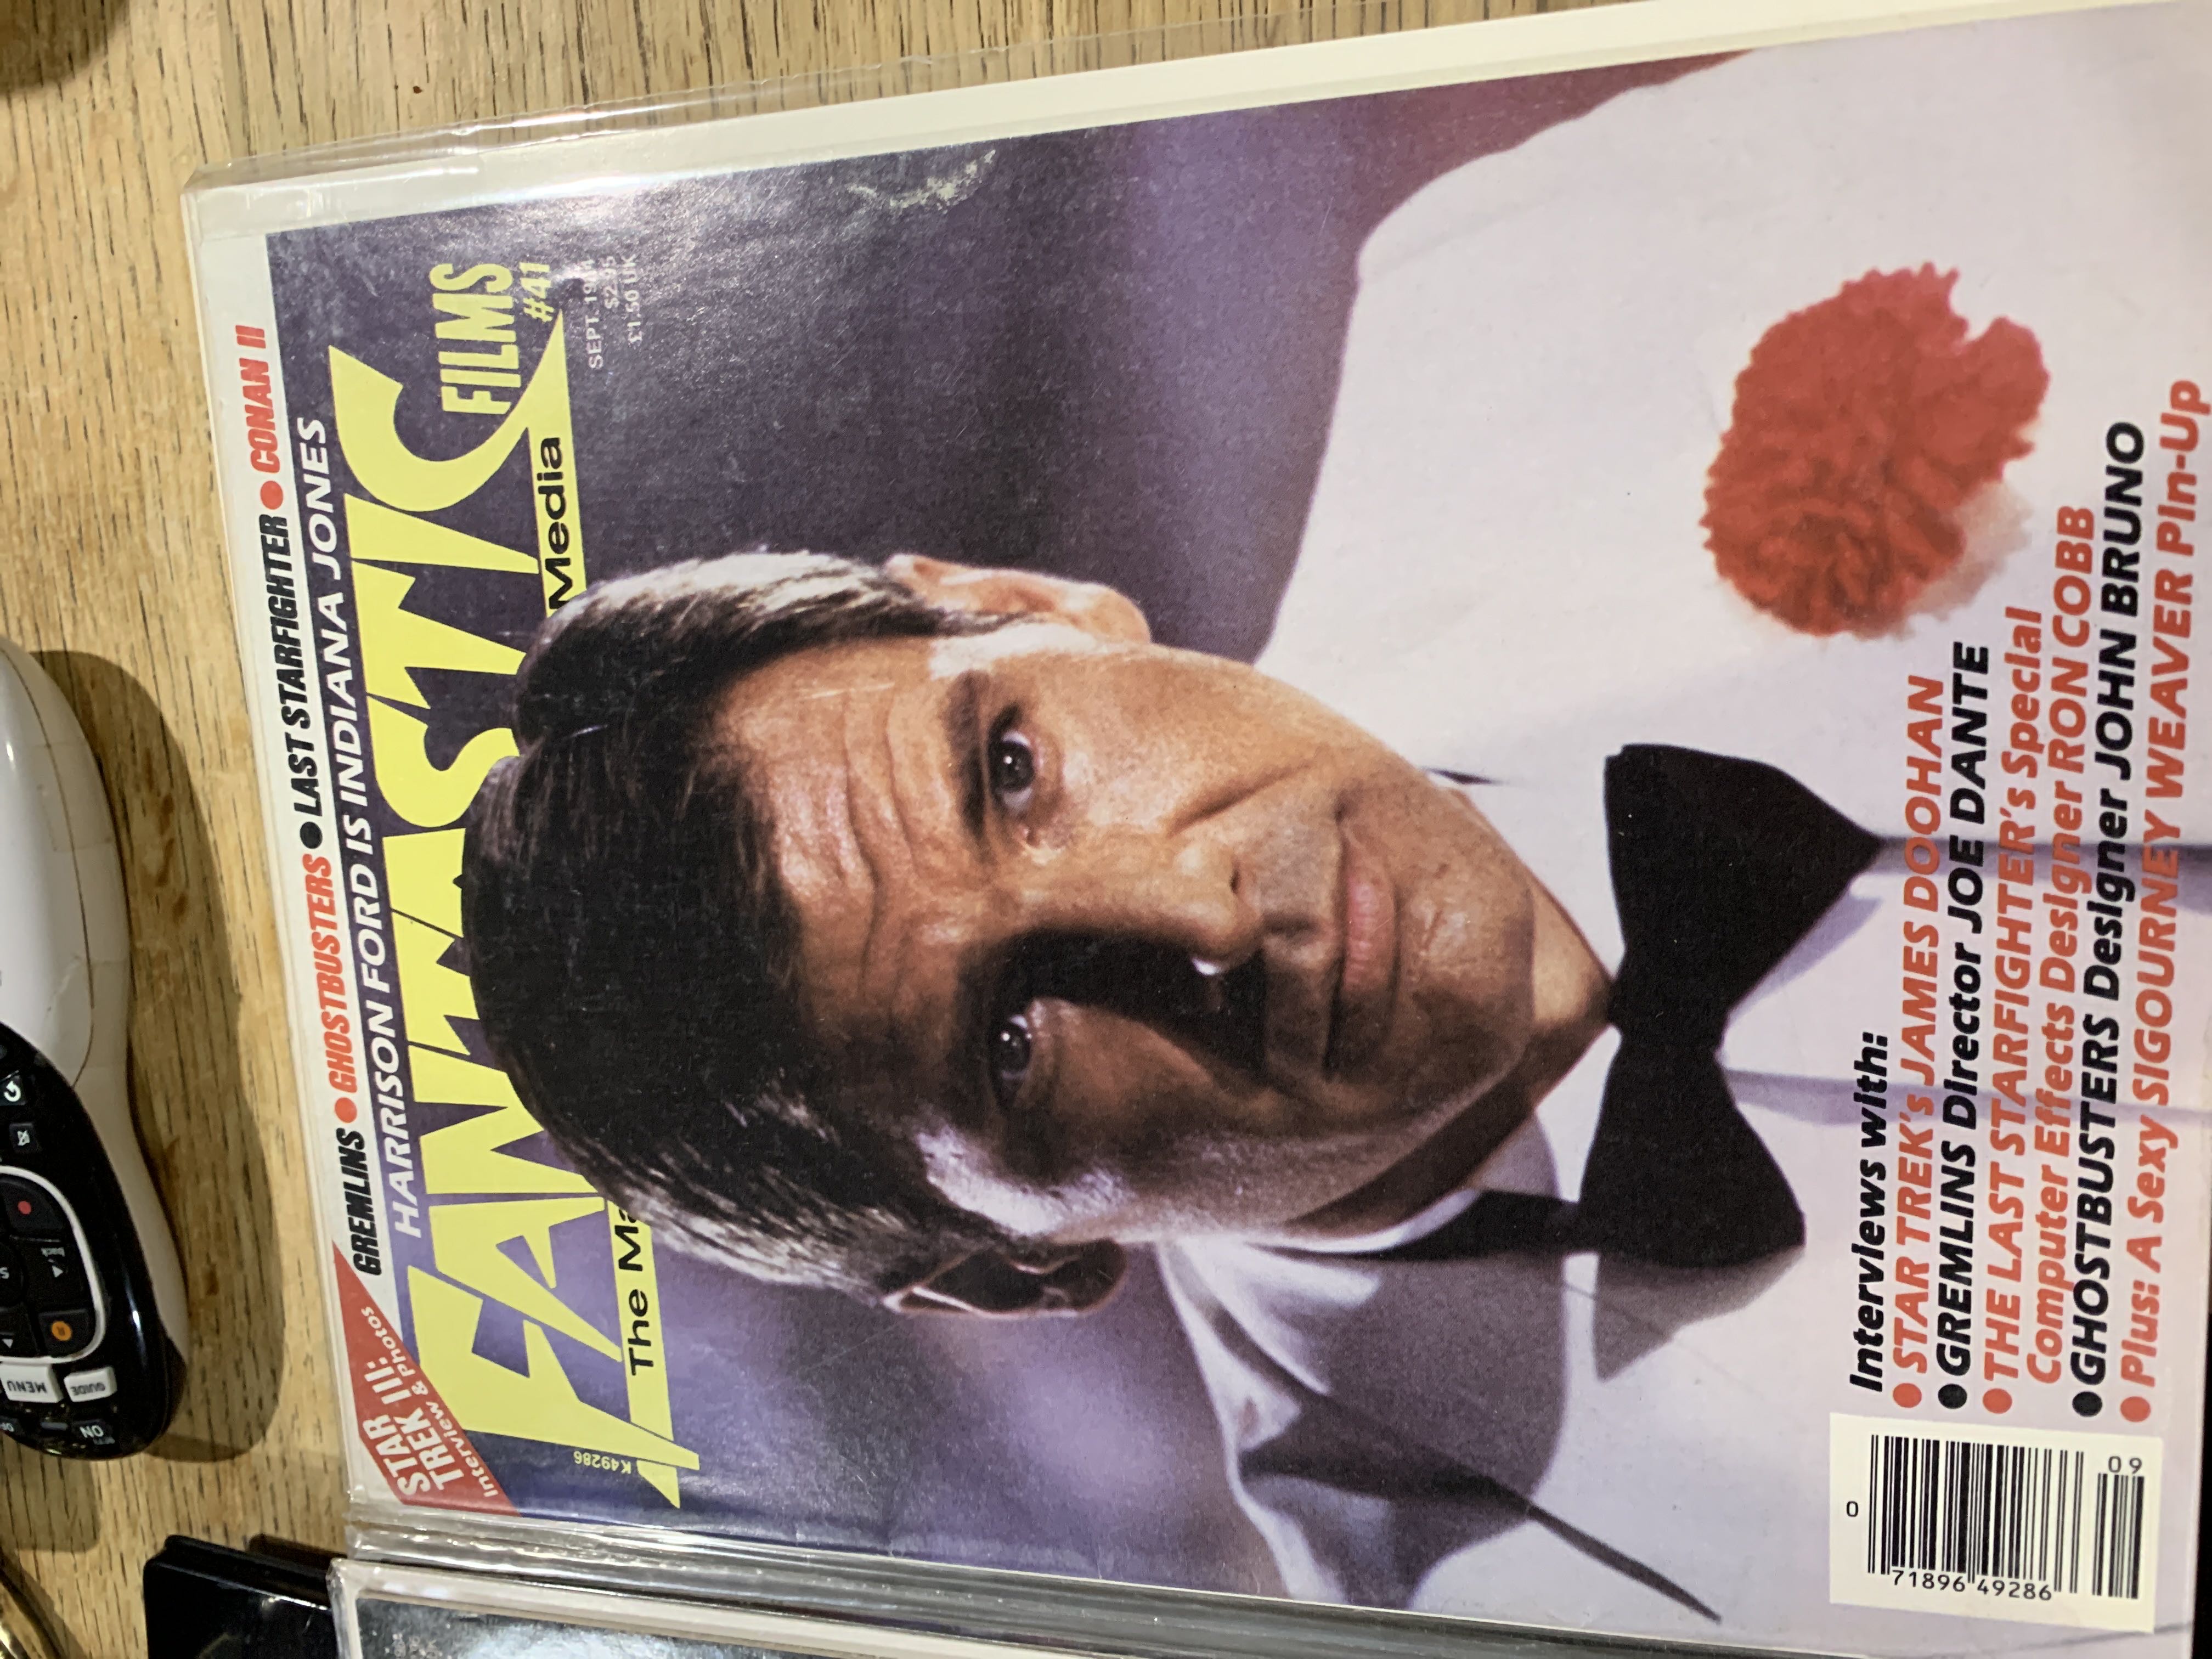 STAR
TREK III:
Interview & Photos
GREMLINS ● GHOSTBUSTERS ● LAST STARFIGHTER ● CONAN II
HARRISON FORD IS INDIANA JONES
FANTASTIC
FILMS
#41
K49286
The Ma
Media
SEPT. 1984
$2.95
£1.50 UK
Interviews with:
● STAR TREK's JAMES DOOHAN
● GREMLINS Director JOE DANTE
● THE LAST STARFIGHTER's Special
Computer Effects Designer RON COBB
● GHOSTBUSTERS Designer JOHN BRUNO
● Plus: A Sexy SIGOURNEY WEAVER Pin-Up
0
09
71896 49286
back
MENU
GUIDE
ON